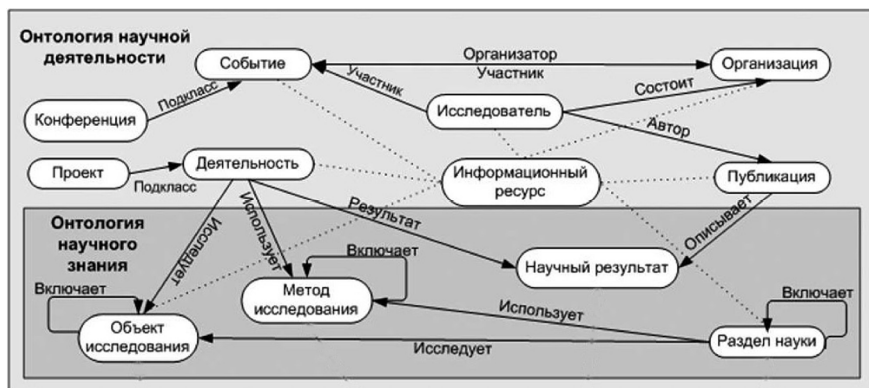 Онтология научной
деятельности
Событие
Организатор
Участник
Организация
Участник
Подкласс
Состоит
Исследователь
Конференция
Автор
Проект
Подкласс
Деятельность
Информационный
ресурс
Публикация
Онтология
научного
знания
Исследует
Использует
Результат
Описывает
Включает
Научный результат
Включает
Метод
исследования
Включает
Использует
Объект
исследования
Исследует
Раздел науки